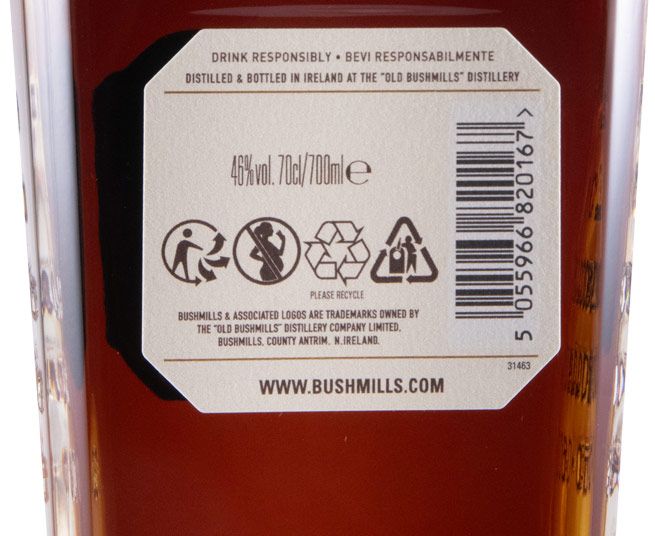 DRINK RESPONSIBLY • BEVI RESPONSABILMENTE
DISTILLED & BOTTLED IN IRELAND AT THE "OLD BUSHMILLS" DISTILLERY
46%vol. 70cl/700ml℮
PLEASE RECYCLE
BUSHMILLS & ASSOCIATED LOGOS ARE TRADEMARKS OWNED BY
THE "OLD BUSHMILLS" DISTILLERY COMPANY LIMITED,
BUSHMILLS, COUNTY ANTRIM. N.IRELAND.
5 055966 820167 >
31463
WWW.BUSHMILLS.COM